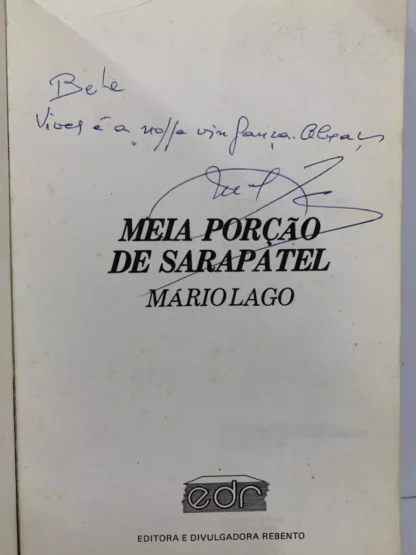 Bete
Viver é a nossa vingança. Abraços
MEIA PORÇÃO
DE SARAPATEL
MÁRIO LAGO
edr
EDITORA E DIVULGADORA REBENTO